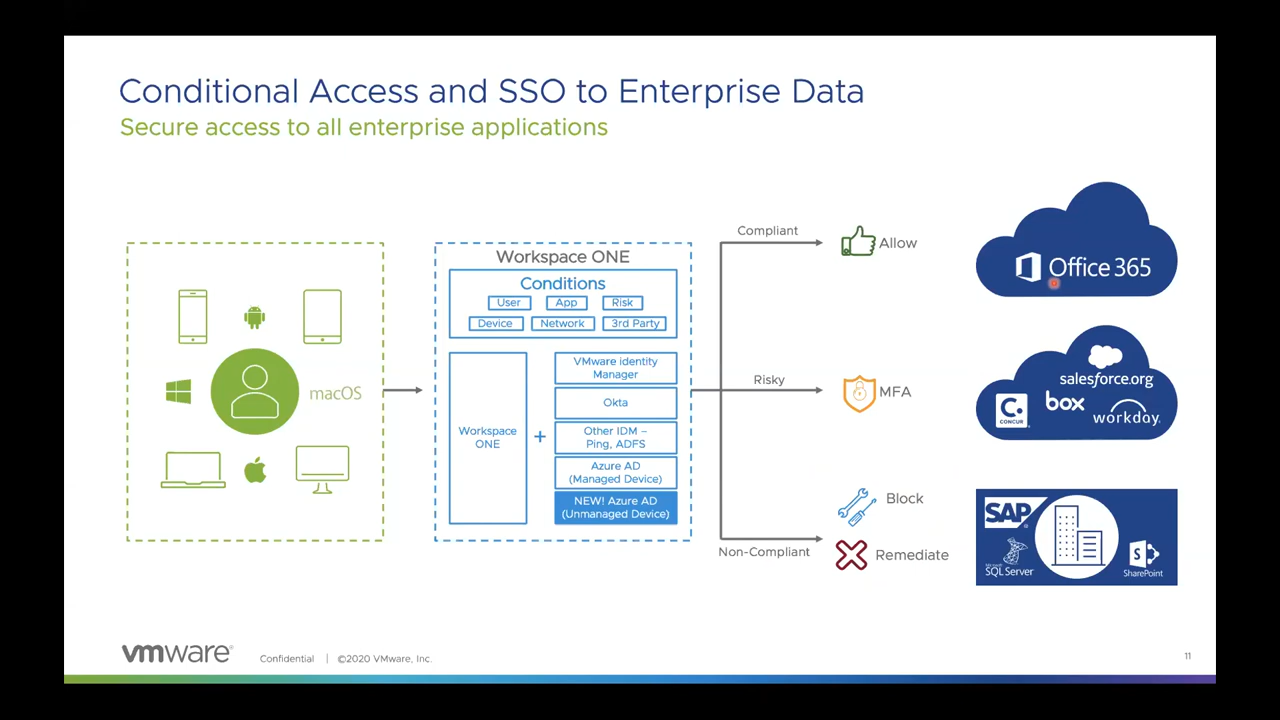 Conditional Access and SSO to Enterprise Data
Secure access to all enterprise applications
macOS
Workspace ONE
Conditions
User
App
Risk
Device
Network
3rd Party
Workspace
ONE
+
VMware identity
Manager
Okta
Other IDM –
Ping, ADFS
Azure AD
(Managed Device)
NEW! Azure AD
(Unmanaged Device)
Compliant
Allow
Risky
MFA
Non-Compliant
Block
Remediate
Office 365
salesforce.org
C.
CONCUR
box
workday.
SAP
Microsoft
SQL Server
S
SharePoint
vmware®
Confidential | ©2020 VMware, Inc.
11